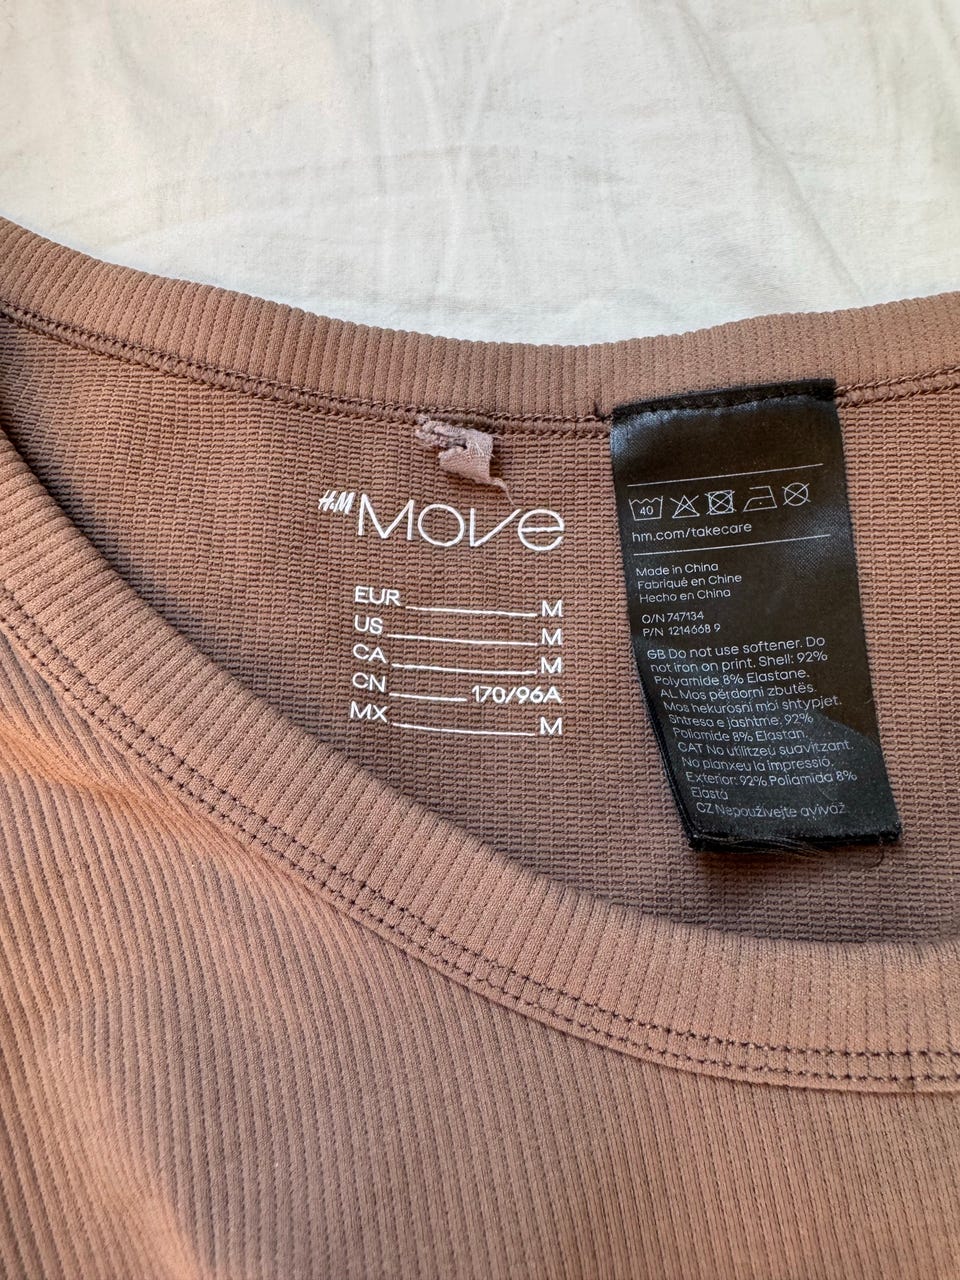 H&M MOVE
EUR M
US M
CA M
CN 170/96A
MX M
40
hm.com/takecare
Made in China
Fabriqué en Chine
Hecho en China
O/N 747134
P/N 1214668 9
GB Do not use softener. Do
not iron on print. Shell: 92%
Polyamide 8% Elastane.
AL Mos përdorni zbutës.
Mos hekurosni mbi shtypjet.
Shtresa e jashtme: 92%
Poliamide 8% Elastan.
CAT No utilitzeu suavitzant.
No planxeu la impressió.
Exterior: 92% Poliamida 8%
Elastà
CZ Nepoužívejte aviváž.